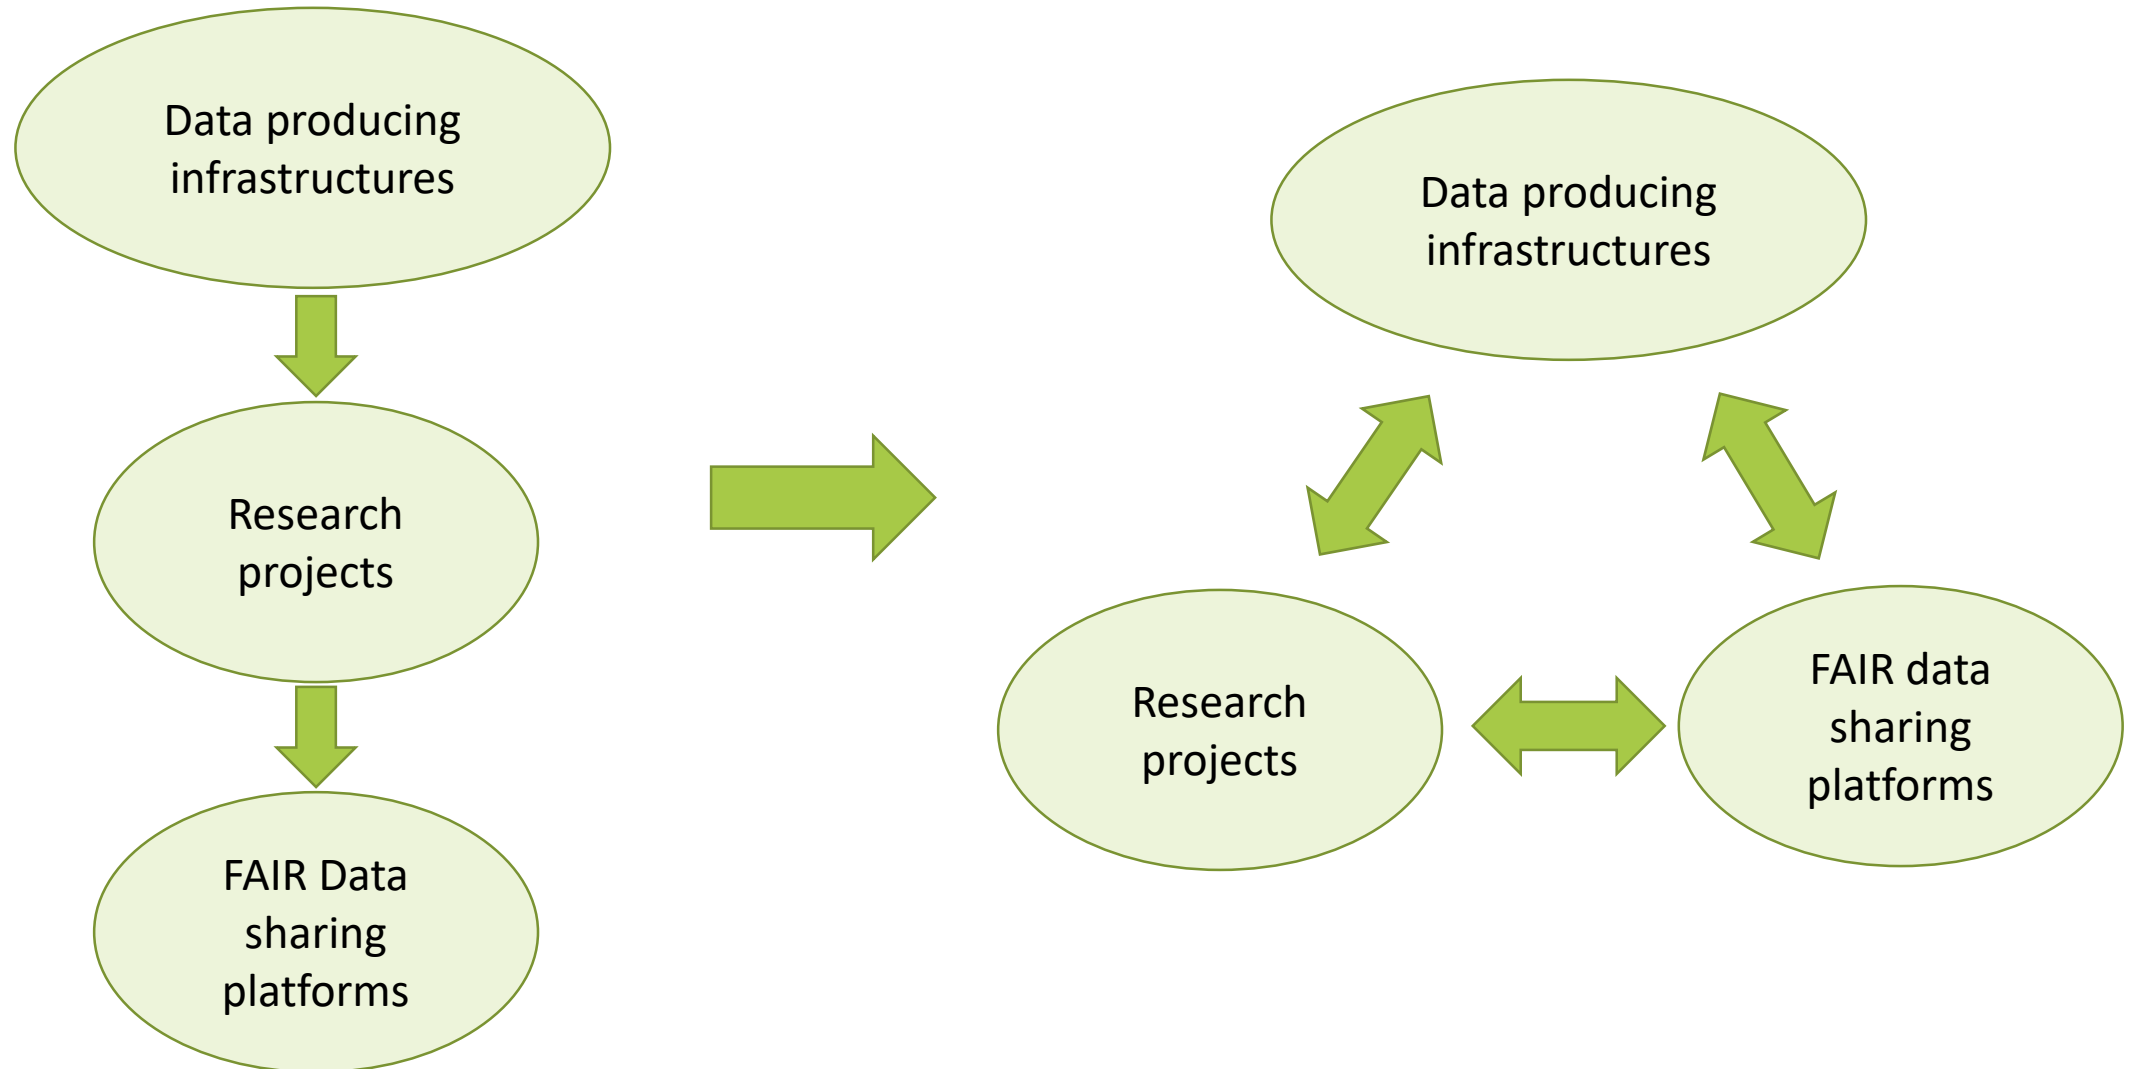 Data producing
infrastructures
Research
projects
FAIR Data
sharing
platforms
Data producing
infrastructures
Research
projects
FAIR data
sharing
platforms